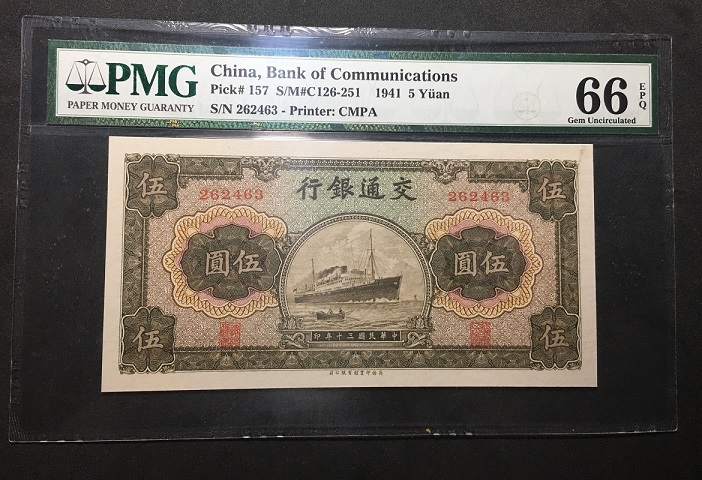 PMG
PAPER MONEY GUARANTY
China, Bank of Communications
Pick# 157 S/M#C126-251 1941 5 Yüan
S/N 262463 - Printer: CMPA
66 EPQ
Gem Uncirculated
伍 伍
交通銀行
262463 262463
伍圓 伍圓
中華民國三十年印
伍 伍